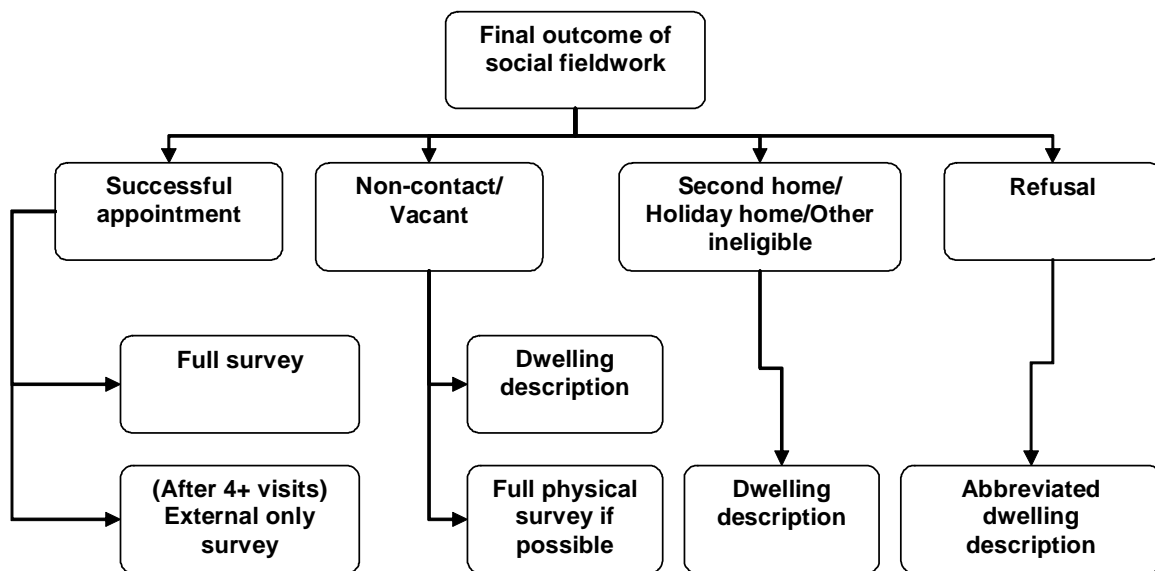 Final outcome of
social fieldwork
Successful
appointment
Non-contact/
Vacant
Second home/
Holiday home/Other
ineligible
Refusal
Full survey
Dwelling
description
(After 4+ visits)
External only
survey
Full physical
survey if
possible
Dwelling
description
Abbreviated
dwelling
description